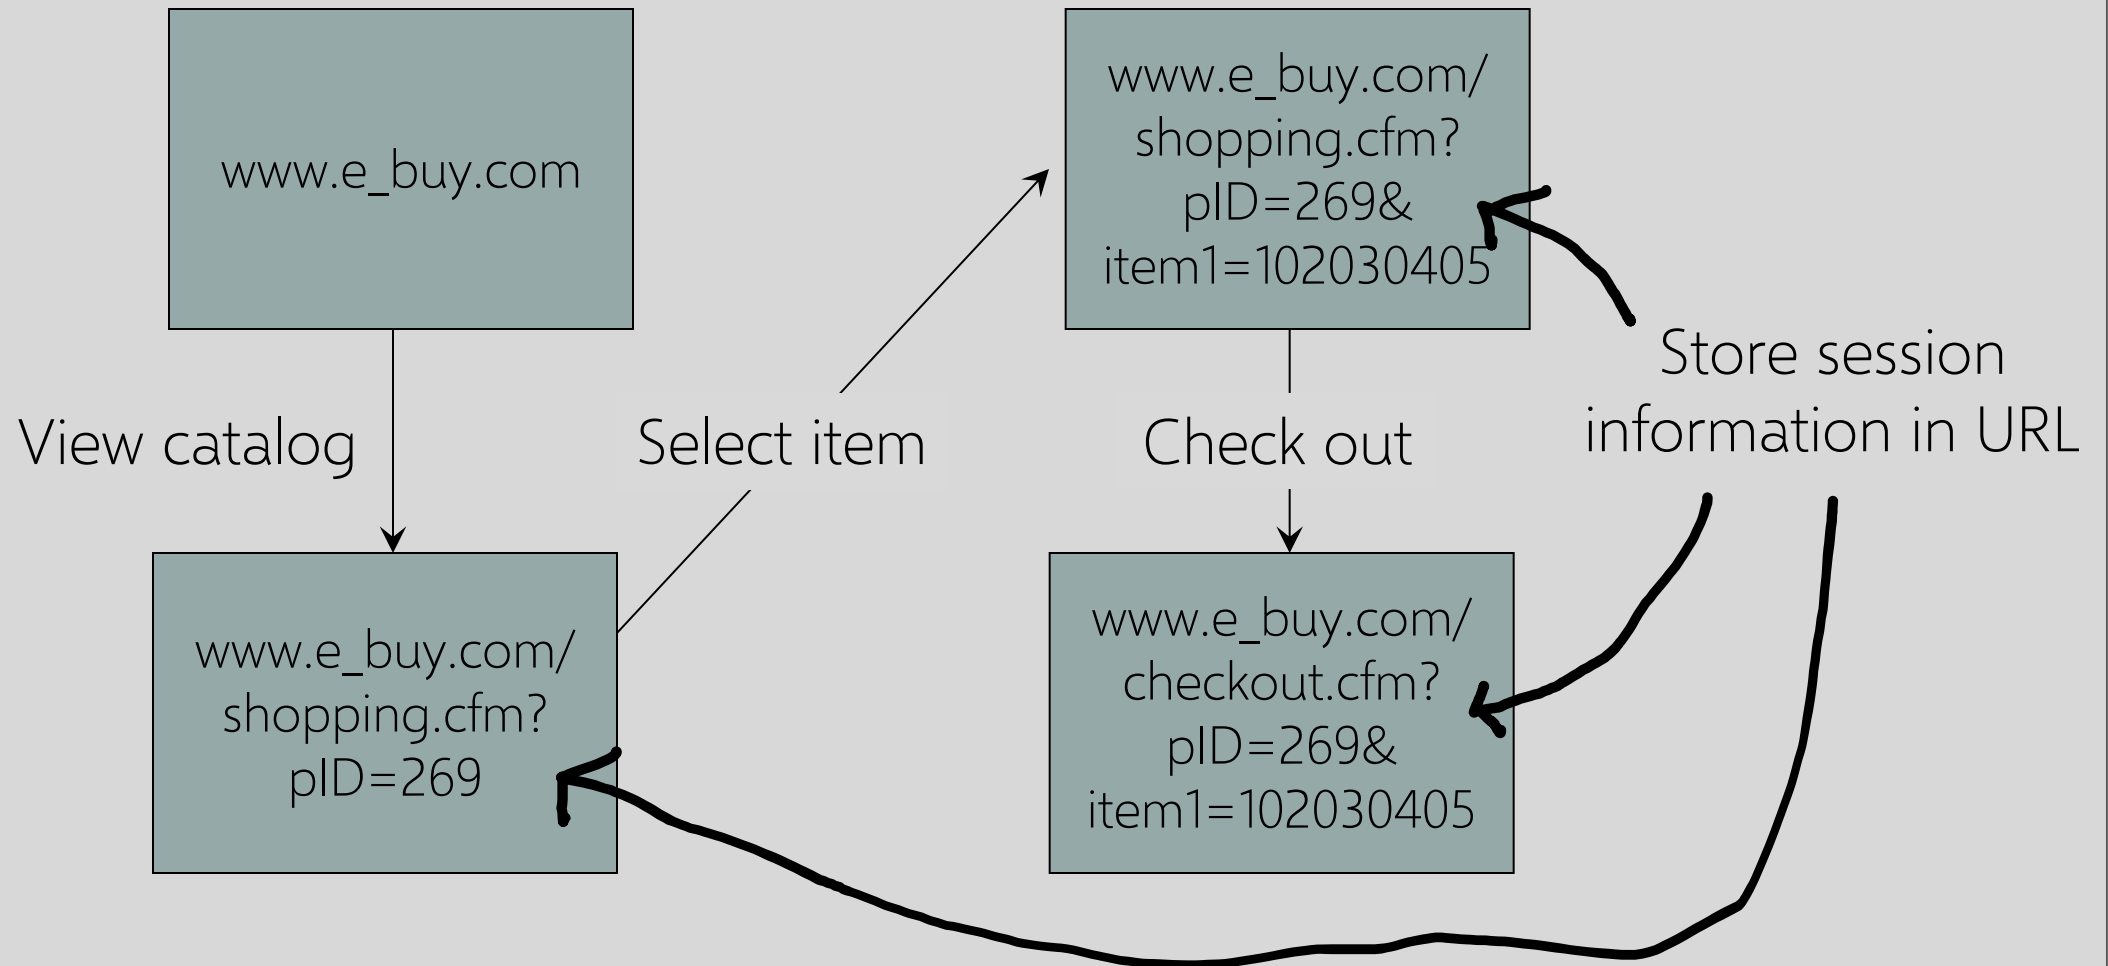 www.e_buy.com
View catalog
www.e_buy.com/
shopping.cfm?
pID=269
Select item
www.e_buy.com/
shopping.cfm?
pID=269&
item1=102030405
Check out
www.e_buy.com/
checkout.cfm?
pID=269&
item1=102030405
Store session
information in URL